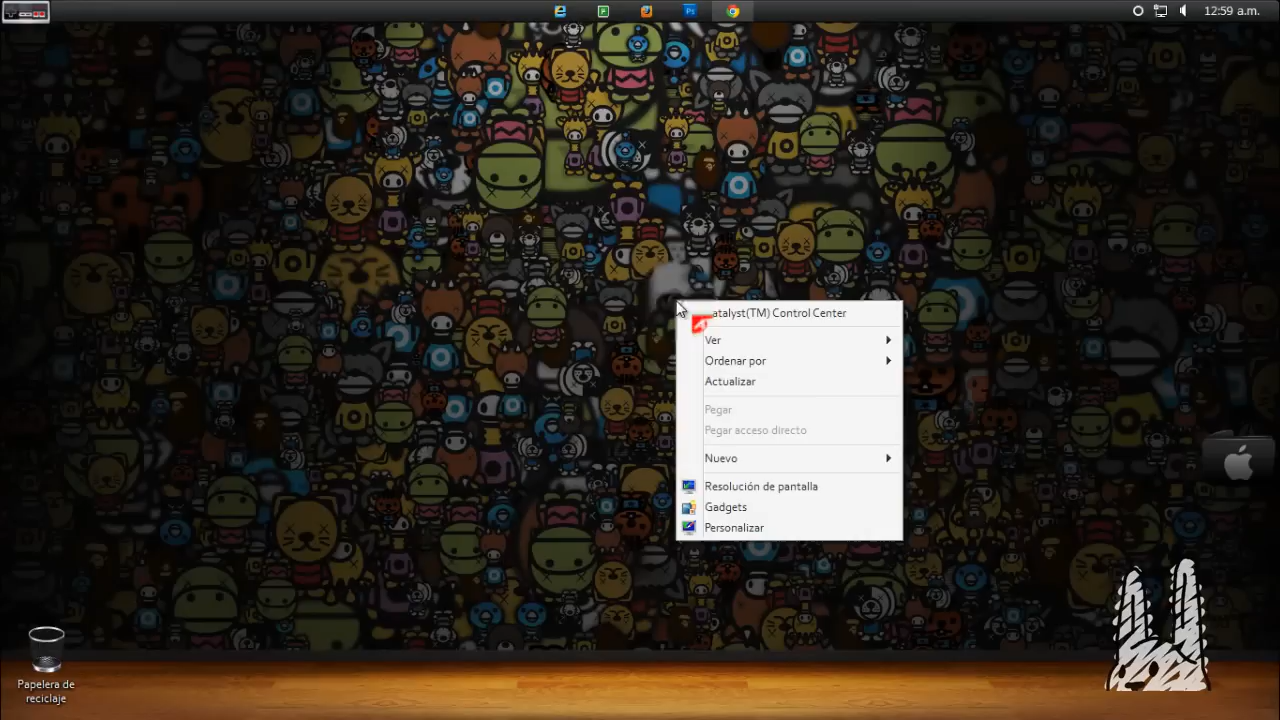 Ps
12:59 a.m.
atalyst(TM) Control Center
Ver
Ordenar por
Actualizar
Pegar
Pegar acceso directo
Nuevo
Resolución de pantalla
Gadgets
Personalizar
Papelera de
reciclaje